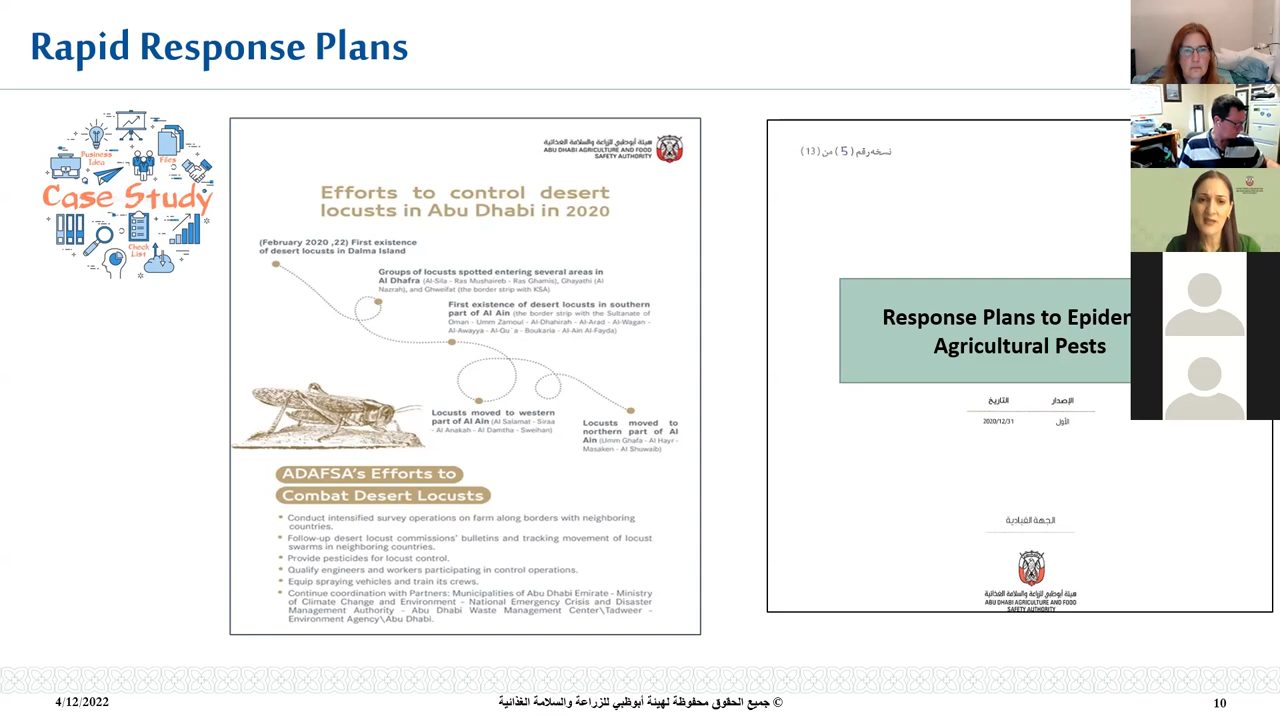 Rapid Response Plans
Business
Idea
Files
Case Study
Check
List
هيئة أبوظبي للزراعة والسلامة الغذائية
ABU DHABI AGRICULTURE AND FOOD
SAFETY AUTHORITY
Efforts to control desert
locusts in Abu Dhabi in 2020
(February 2020 ,22) First existence
of desert locusts in Dalma Island
Groups of locusts spotted entering several areas in
Al Dhafra (Al-Sila - Ras Mushaireb - Ras Ghamis), Ghayathi (Al
Nazrah), and Ghweifat (the border strip with KSA)
First existence of desert locusts in southern
part of Al Ain (the border strip with the Sultanate of
Oman - Umm Zamoul - Al-Dhahirah - Al-Arad - Al-Wagan -
Al-Awayya - Al-Qu`a - Boukaria - Al-Ain Al-Fayda)
Locusts moved to western
part of Al Ain (Al Salamat - Siraa
- Al Anakah - Al Damtha - Sweihan)
Locusts moved to
northern part of Al
Ain (Umm Ghafa - Al Hayr -
Masaken - Al Shuwaib)
ADAFSA's Efforts to
Combat Desert Locusts
• Conduct intensified survey operations on farm along borders with neighboring
countries.
• Follow-up desert locust commissions' bulletins and tracking movement of locust
swarms in neighboring countries.
• Provide pesticides for locust control.
• Qualify engineers and workers participating in control operations.
• Equip spraying vehicles and train its crews.
• Continue coordination with Partners: Municipalities of Abu Dhabi Emirate - Ministry
of Climate Change and Environment - National Emergency Crisis and Disaster
Management Authority - Abu Dhabi Waste Management Center\Tadweer -
Environment Agency\Abu Dhabi.
نسخه رقم ( 5 ) من ( 13 )
Response Plans to Epidem
Agricultural Pests
الإصدار التاريخ
الأول 2020/12/31
الجهة القيادية
هيئة أبوظبي للزراعة والسلامة الغذائية
ABU DHABI AGRICULTURE AND FOOD
SAFETY AUTHORITY
4/12/2022
© جميع الحقوق محفوظة لهيئة أبوظبي للزراعة والسلامة الغذائية
10